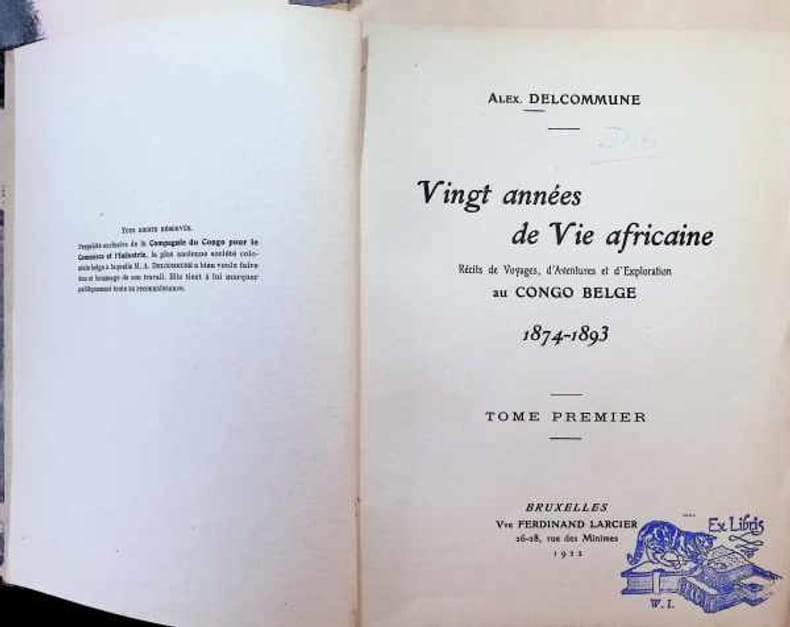 TOUS DROITS RÉSERVÉS.
Propriété exclusive de la Compagnie du Congo pour le
Commerce et l'Industrie, la plus ancienne société colo-
niale belge à laquelle M. A. DELCOMMUNE a bien voulu faire
don et hommage de son travail. Elle tient à lui marquer
publiquement toute sa reconnaissance.
ALEX. DELCOMMUNE
Vingt années
de Vie africaine
Récits de Voyages, d'Aventures et d'Exploration
au CONGO BELGE
1874-1893
TOME PREMIER
BRUXELLES
Vve FERDINAND LARCIER
26-28, rue des Minimes
1922
Ex Libris
W. I.